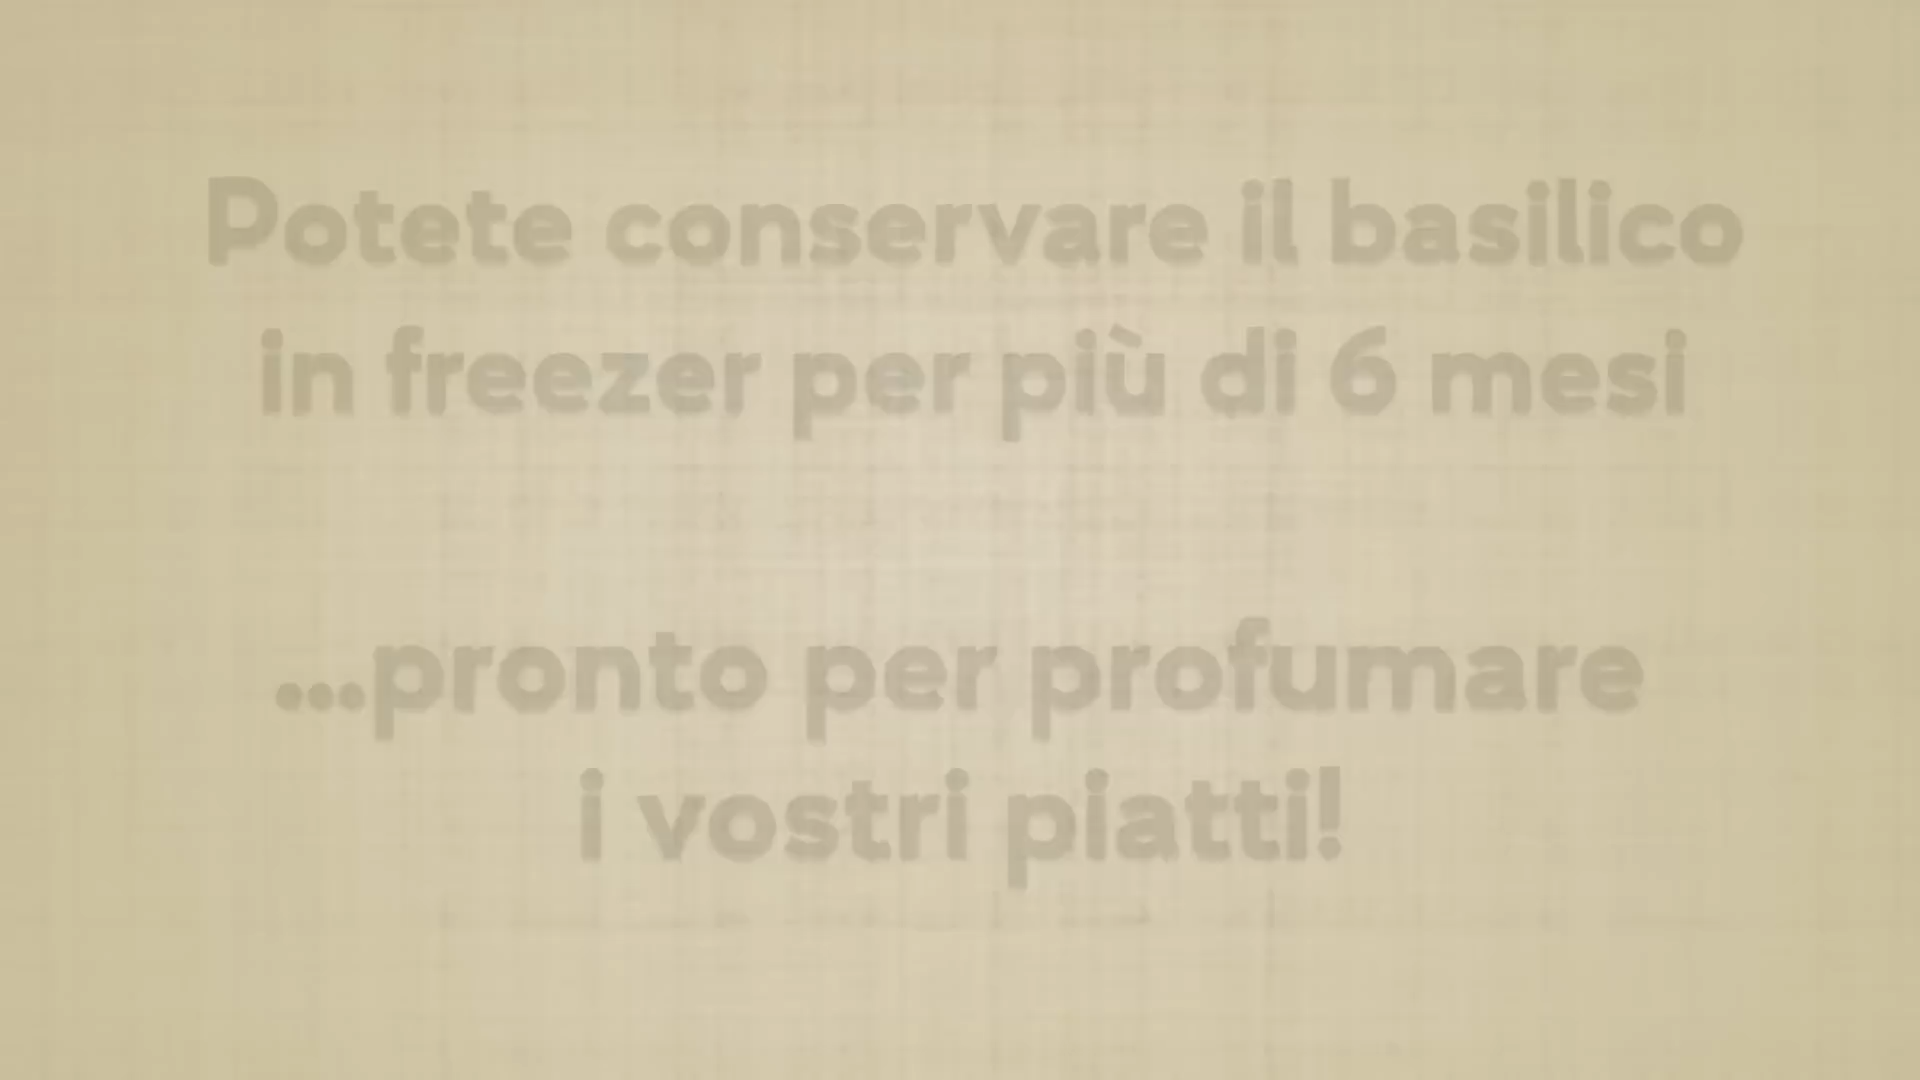 Potete conservare il basilico
in freezer per più di 6 mesi
...pronto per profumare
i vostri piatti!